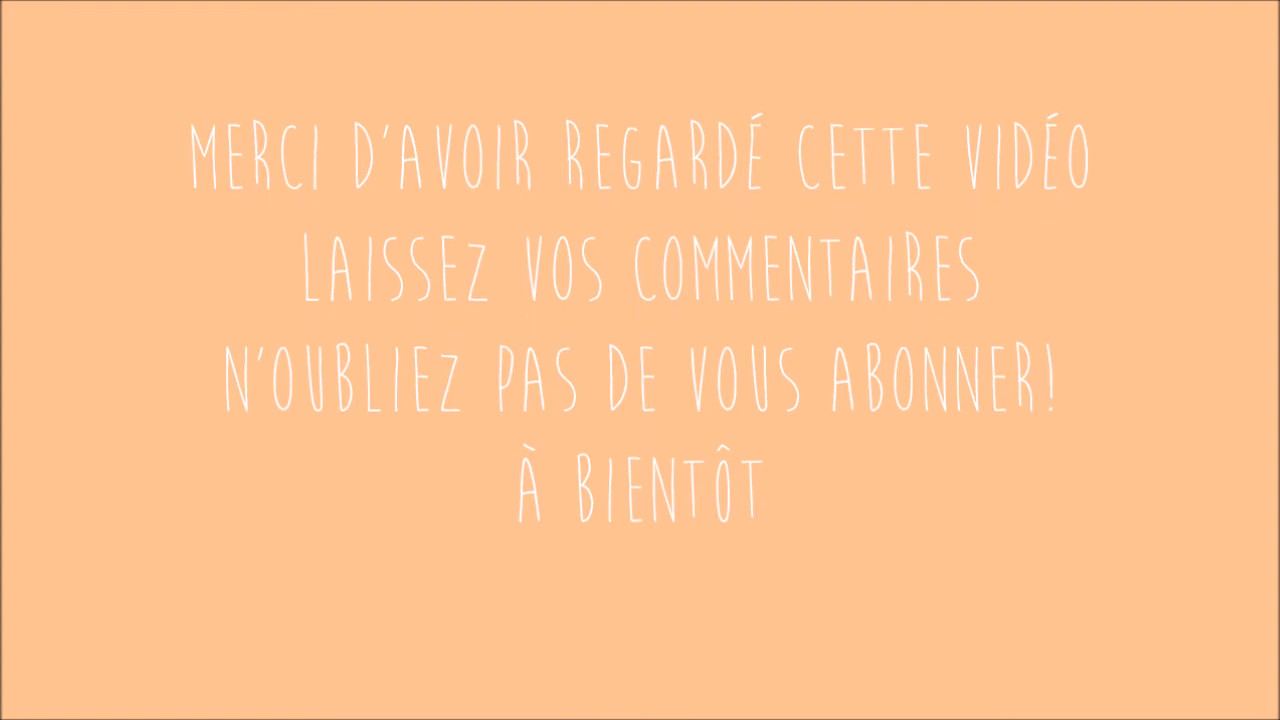 MERCI D'AVOIR REGARDÉ CETTE VIDÉO
LAISSEZ VOS COMMENTAIRES
N'OUBLIEZ PAS DE VOUS ABONNER!
À BIENTÔT